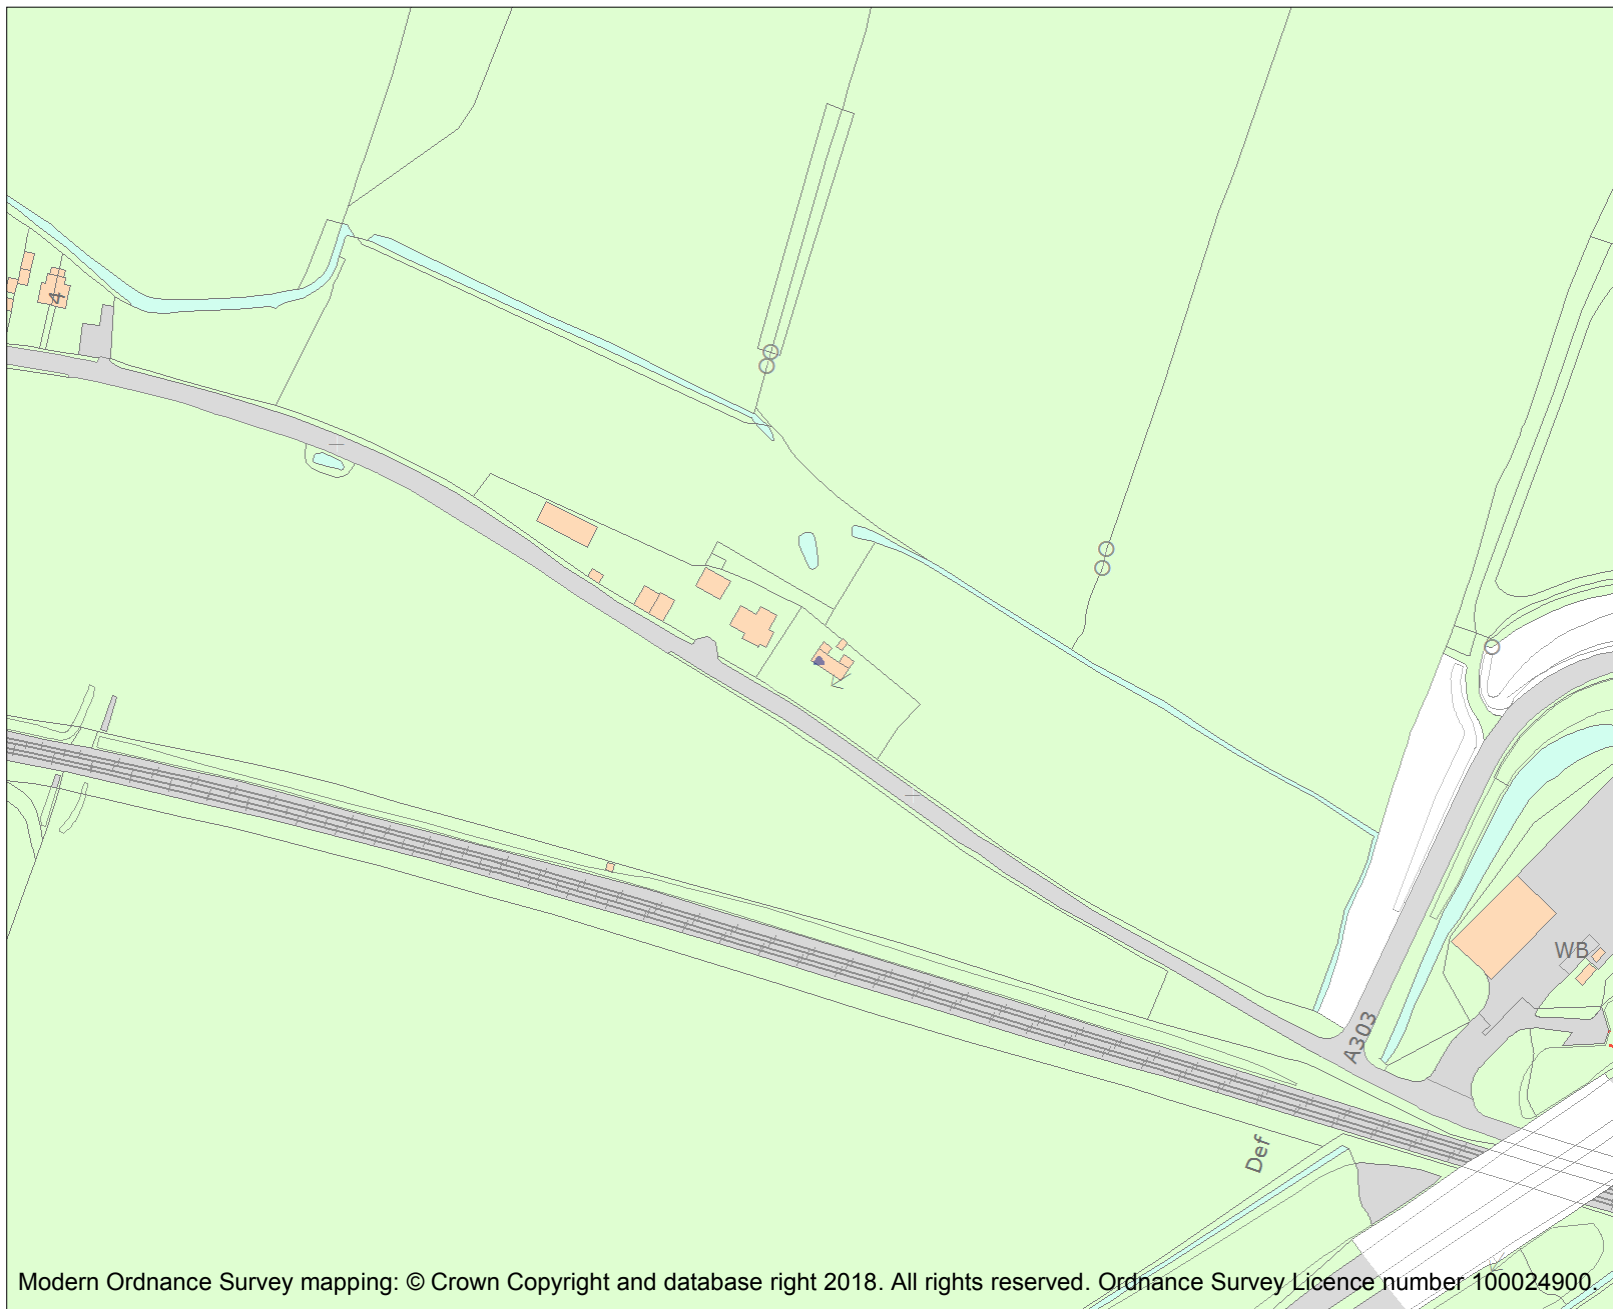 4
WB
A303
Def
Modern Ordnance Survey mapping: © Crown Copyright and database right 2018. All rights reserved. Ordnance Survey Licence number 100024900.